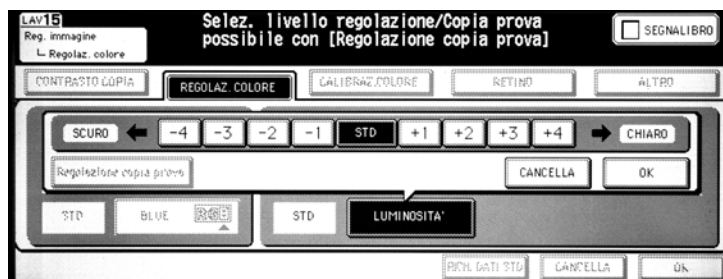 LAV15
Selez. livello regolazione/Copia prova
possibile con [Regolazione copia prova]
SEGNALIBRO
Reg. immagine
Regolaz. colore
CONTRASTO COPIA
REGOLAZ.COLORE
CALIBRAZ.COLORE
RETINO
ALTRO
SCURO
-4
-3
-2
-1
STD
+1
+2
+3
+4
CHIARO
Regolazione copia prova
CANCELLA
OK
STD
BLUE
RGB
STD
LUMINOSITA'
RICH. DATI STD
CANCELLA
OK